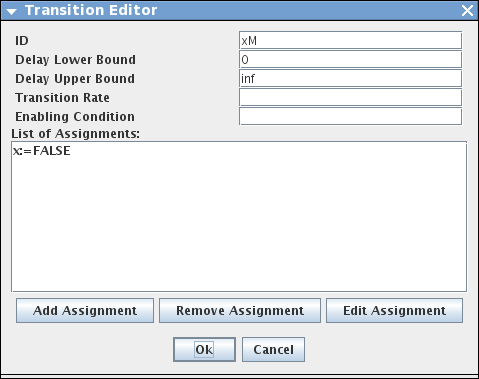 Transition Editor
ID xM
Delay Lower Bound 0
Delay Upper Bound inf
Transition Rate
Enabling Condition
List of Assignments:
x:=FALSE
Add Assignment Remove Assignment Edit Assignment
Ok Cancel